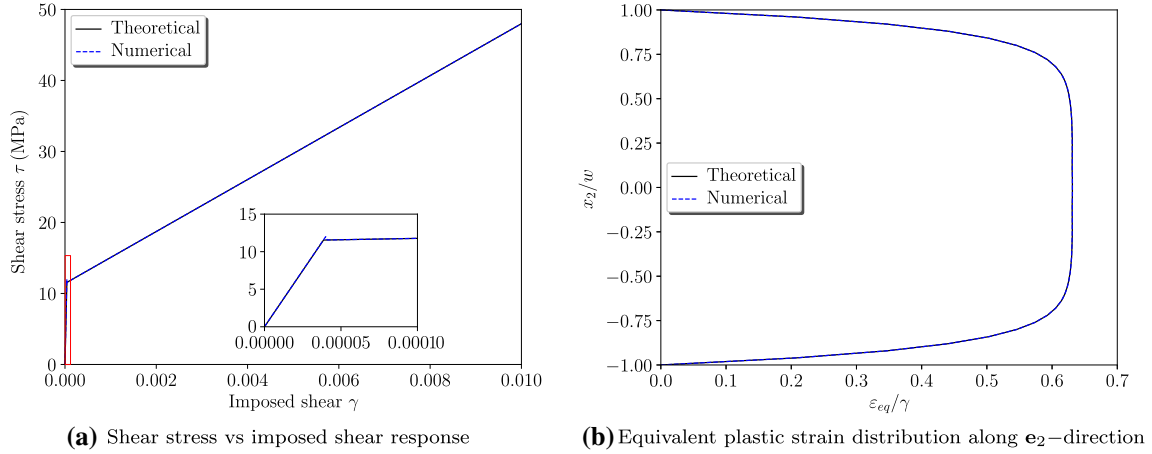 50
40
30
20
10
0
Shear stress τ (MPa)
Theoretical
Numerical
15
10
5
0
0.00000 0.00005 0.00010
0.000 0.002 0.004 0.006 0.008 0.010
Imposed shear γ
(a) Shear stress vs imposed shear response
1.00
0.75
0.50
0.25
0.00
−0.25
−0.50
−0.75
−1.00
x₂/w
Theoretical
Numerical
0.0 0.1 0.2 0.3 0.4 0.5 0.6 0.7
εₑq/γ
(b) Equivalent plastic strain distribution along e₂−direction